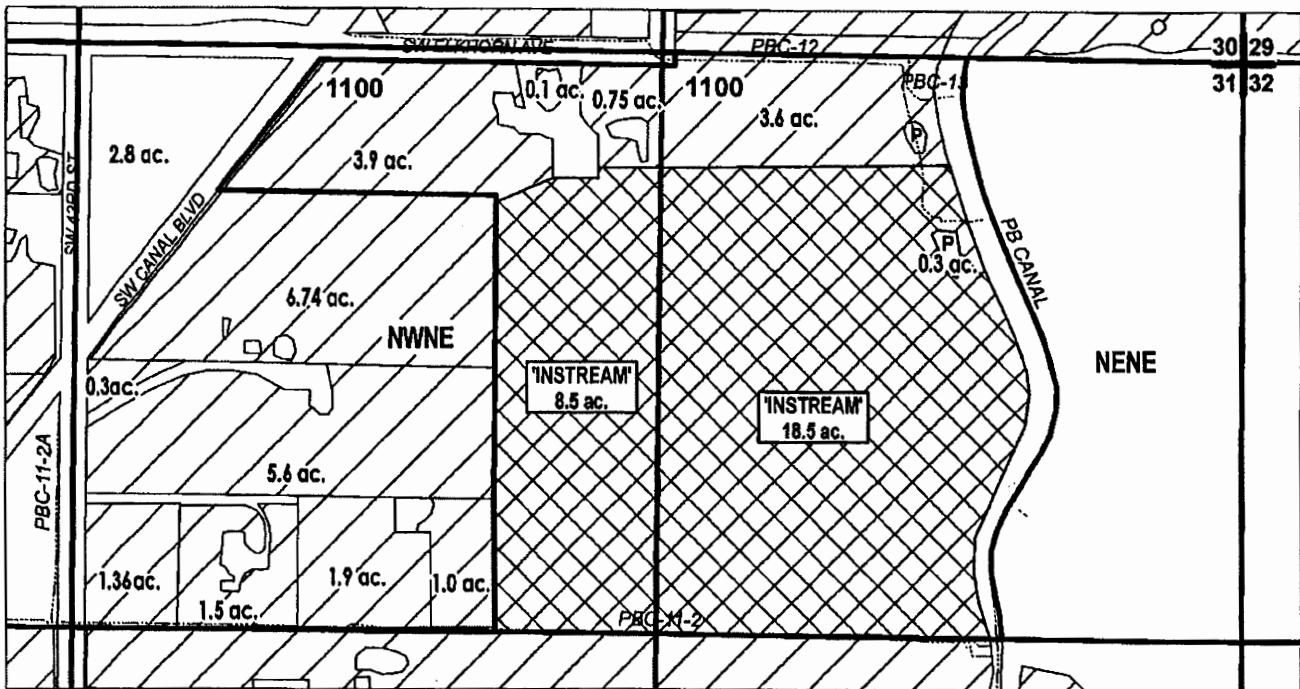 SW ELKHORN AVE
PBC-12
30 29
31 32
PBC-13
1100
0.1 ac.
0.75 ac.
1100
3.6 ac.
2.8 ac.
3.9 ac.
P
SW 43RD ST
SW CANAL BLVD
PB CANAL
P
0.3 ac.
6.74 ac.
NWNE
NENE
0.3ac.
'INSTREAM'
8.5 ac.
'INSTREAM'
18.5 ac.
5.6 ac.
PBC-11-2A
1.36 ac.
1.5 ac.
1.9 ac.
1.0 ac.
PBC-11-2